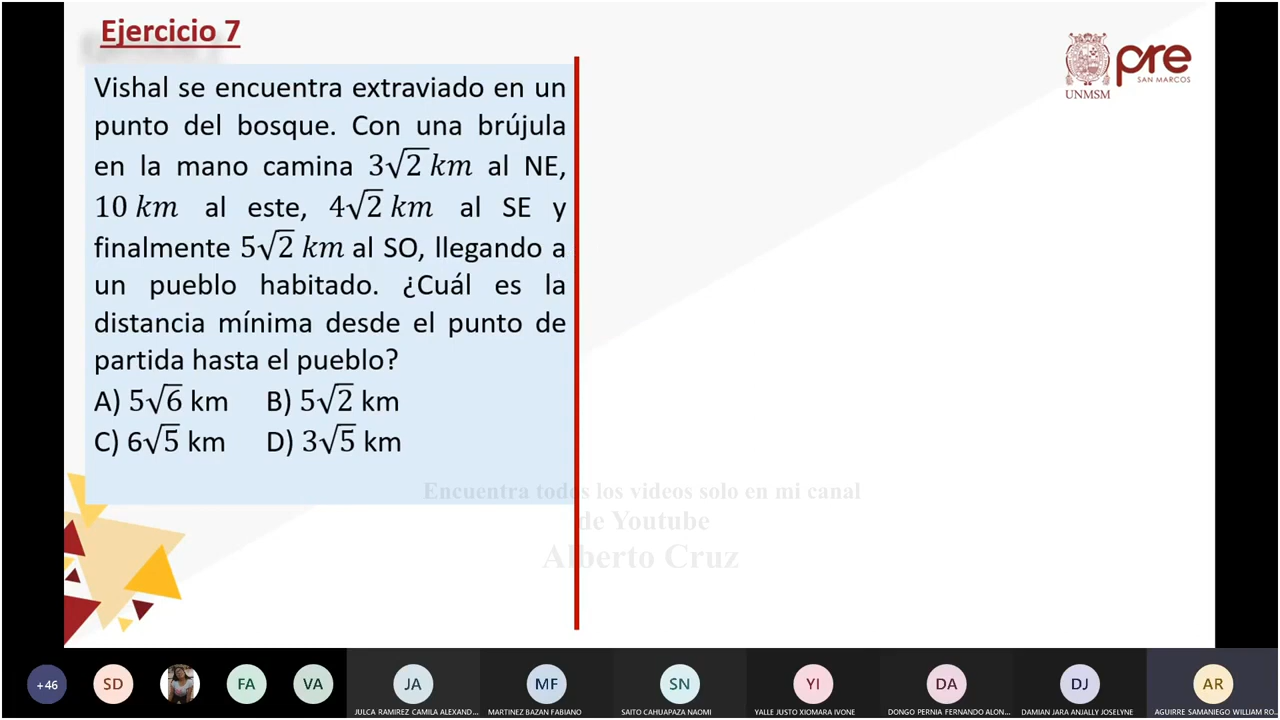 Ejercicio 7
Vishal se encuentra extraviado en un
punto del bosque. Con una brújula
en la mano camina 3√2 km al NE,
10 km al este, 4√2 km al SE y
finalmente 5√2 km al SO, llegando a
un pueblo habitado. ¿Cuál es la
distancia mínima desde el punto de
partida hasta el pueblo?
A) 5√6 km B) 5√2 km
C) 6√5 km D) 3√5 km
UNMSM
pre
SAN MARCOS
Encuentra todos los videos solo en mi canal
de Youtube
Alberto Cruz
+46
SD
FA
VA
JA
JULCA RAMIREZ CAMILA ALEXAND...
MF
MARTINEZ BAZAN FABIANO
SN
SAITO CAHUAPAZA NAOMI
YI
YALLE JUSTO XIOMARA IVONE
DA
DONGO PERNIA FERNANDO ALON...
DJ
DAMIAN JARA ANJALLY JOSELYNE
AR
AGUIRRE SAMANIEGO WILLIAM RO...